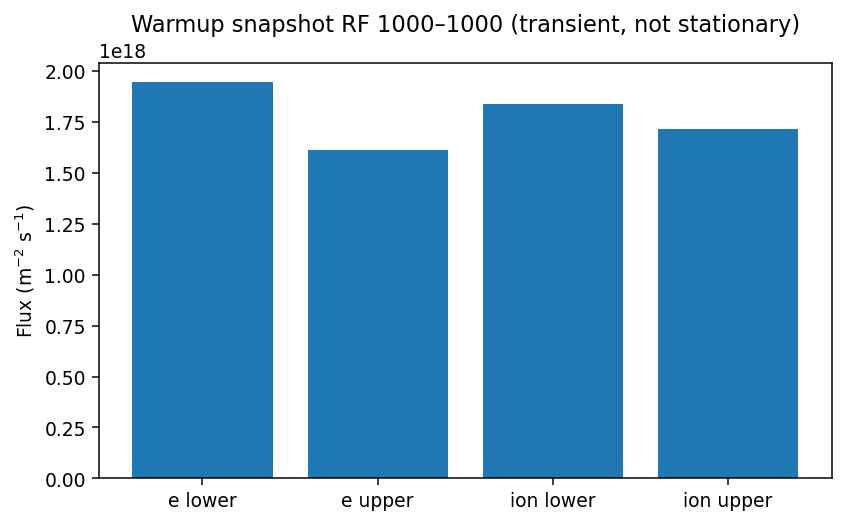 Warmup snapshot RF 1000–1000 (transient, not stationary)
1e18
Flux (m⁻² s⁻¹)
2.00
1.75
1.50
1.25
1.00
0.75
0.50
0.25
0.00
e lower e upper ion lower ion upper